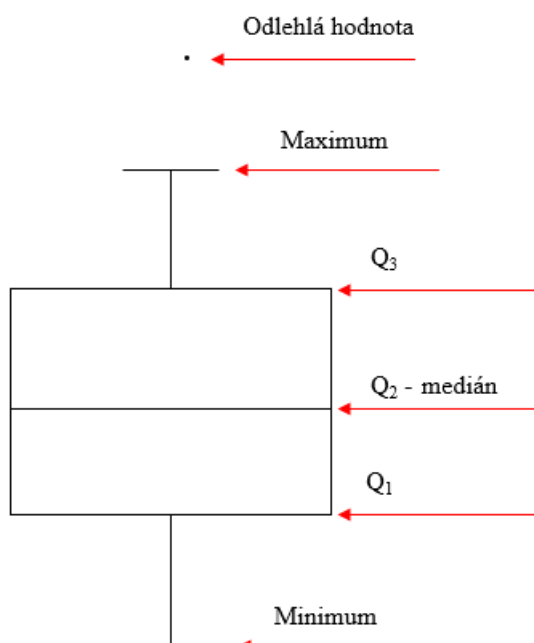 Odlehlá hodnota
Maximum
Q₃
Q₂ - medián
Q₁
Minimum